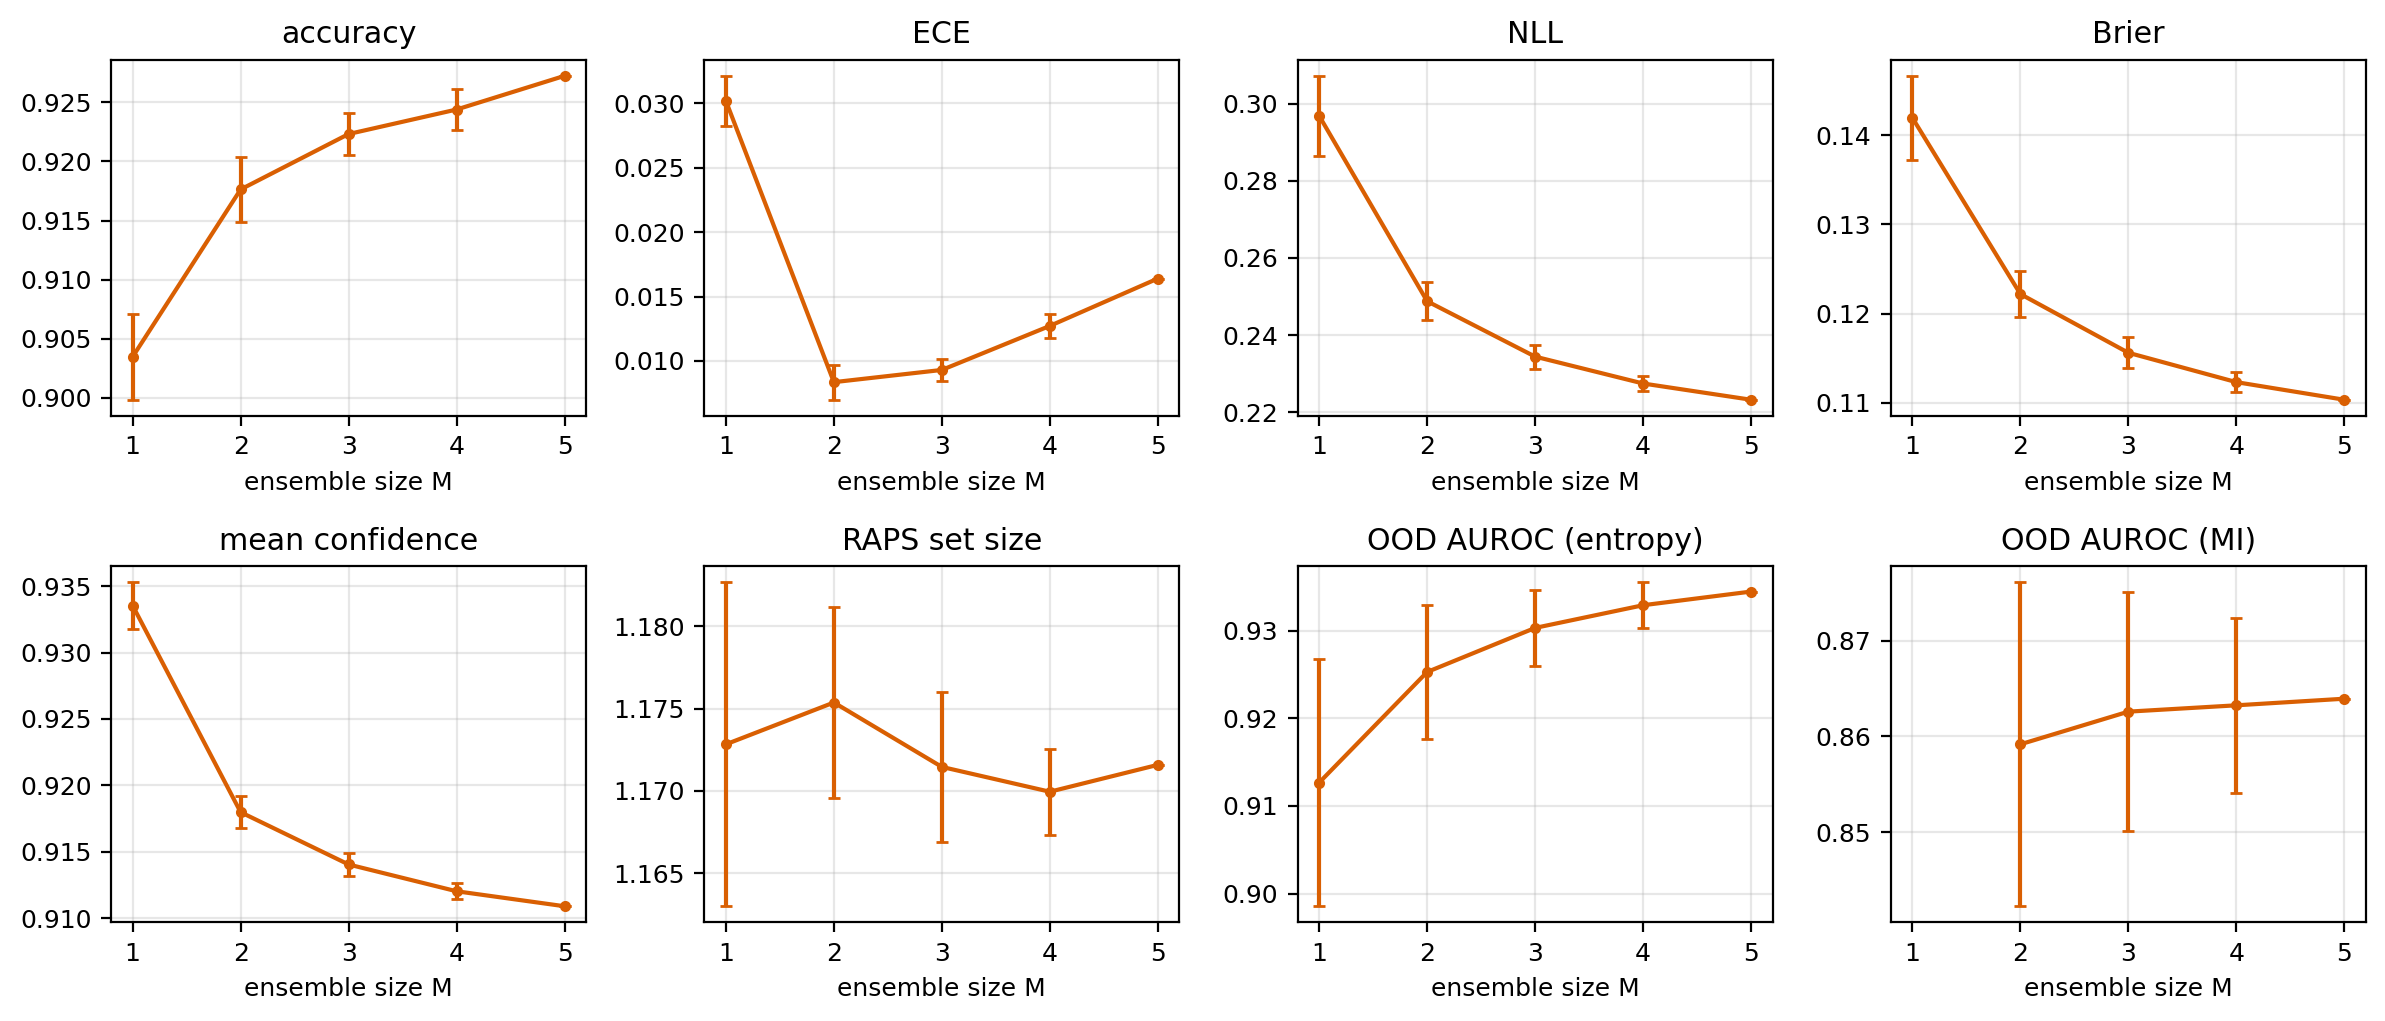 accuracy
0.925
0.920
0.915
0.910
0.905
0.900
1 2 3 4 5
ensemble size M
ECE
0.030
0.025
0.020
0.015
0.010
1 2 3 4 5
ensemble size M
NLL
0.30
0.28
0.26
0.24
0.22
1 2 3 4 5
ensemble size M
Brier
0.14
0.13
0.12
0.11
1 2 3 4 5
ensemble size M
mean confidence
0.935
0.930
0.925
0.920
0.915
0.910
1 2 3 4 5
ensemble size M
RAPS set size
1.180
1.175
1.170
1.165
1 2 3 4 5
ensemble size M
OOD AUROC (entropy)
0.93
0.92
0.91
0.90
1 2 3 4 5
ensemble size M
OOD AUROC (MI)
0.87
0.86
0.85
1 2 3 4 5
ensemble size M